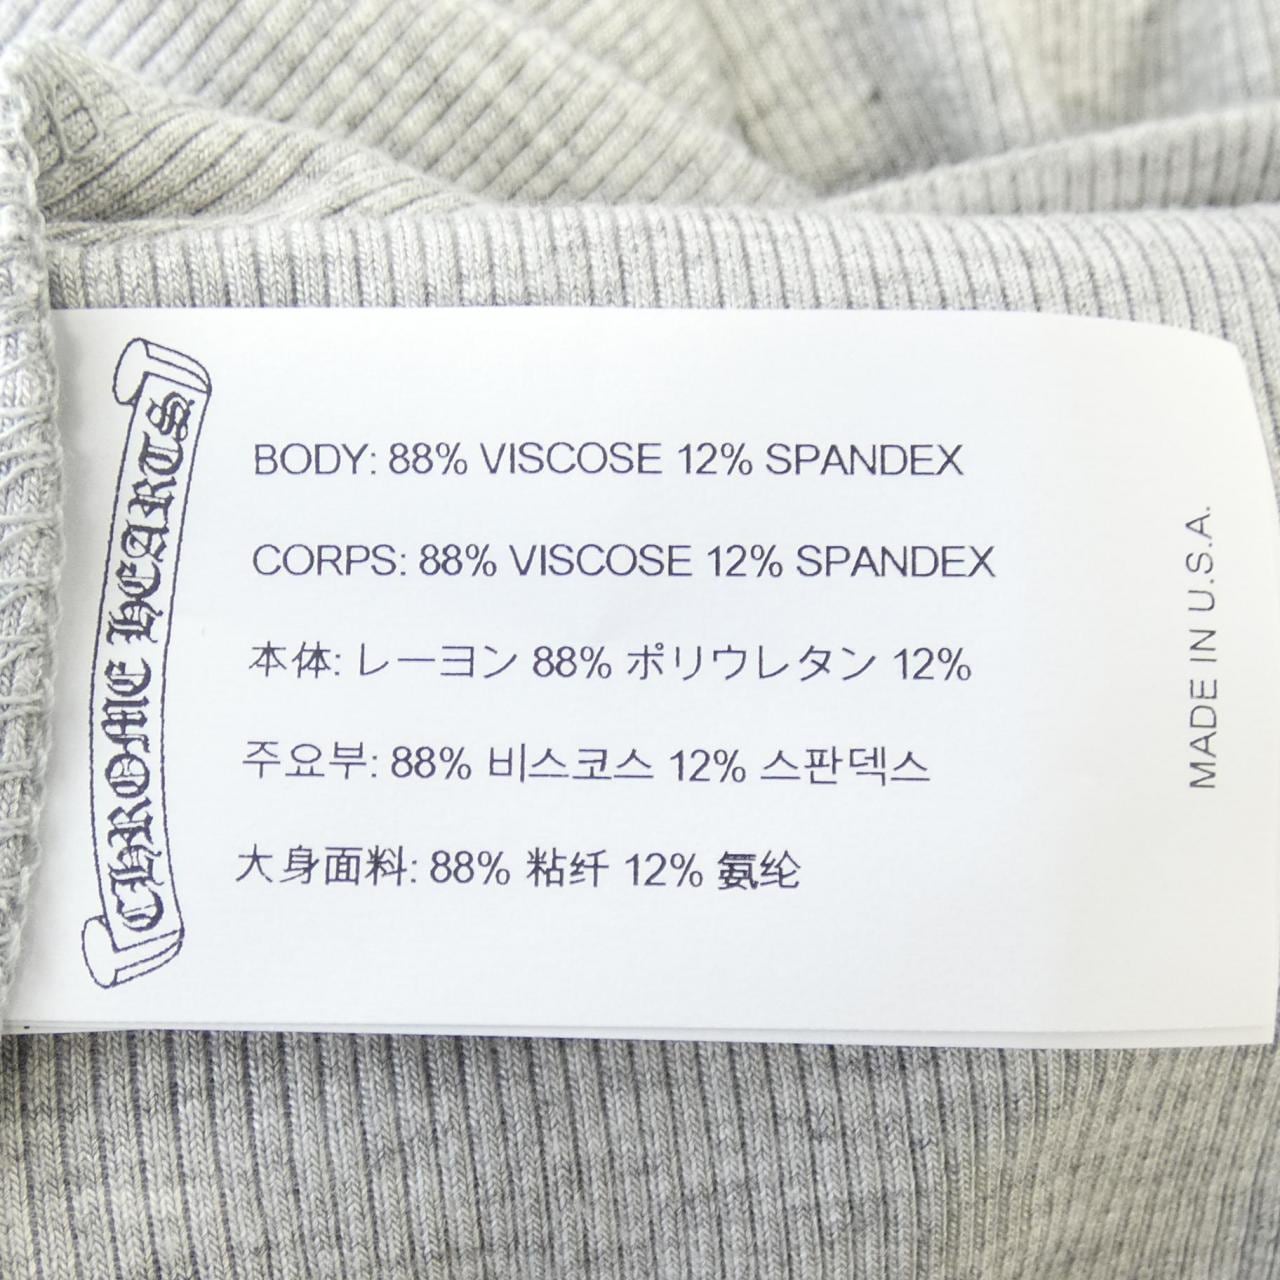 CHROME HEARTS
BODY: 88% VISCOSE 12% SPANDEX
CORPS: 88% VISCOSE 12% SPANDEX
本体: レーヨン 88% ポリウレタン 12%
주요부: 88% 비스코스 12% 스판덱스
大身面料: 88% 粘纤 12% 氨纶
MADE IN U.S.A.